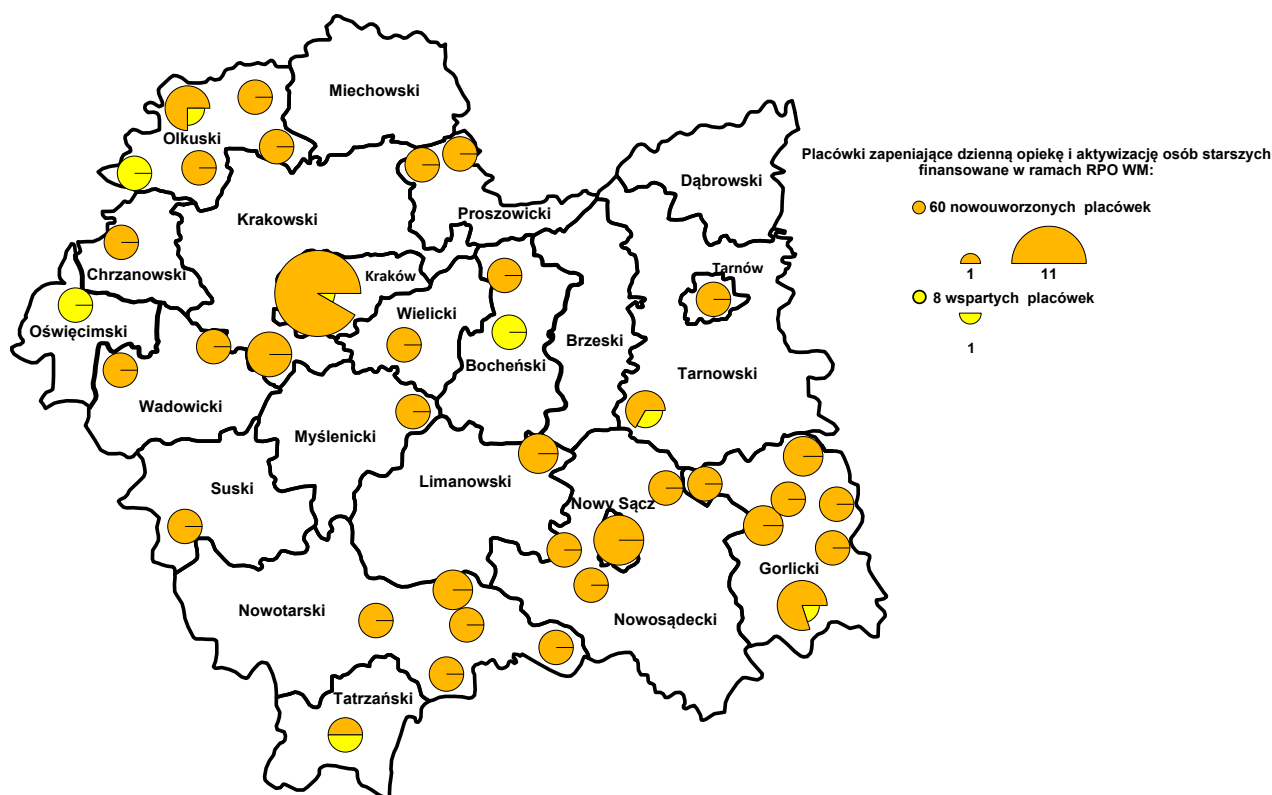 Miechowski
Olkuski
Dąbrowski
Placówki zapeniające dzienną opiekę i aktywizację osób starszych
finansowane w ramach RPO WM:
60 nowouworzonych placówek
1
11
8 wspartych placówek
1
Krakowski
Proszowicki
Chrzanowski
Kraków
Tarnów
Oświęcimski
Wielicki
Bocheński
Brzeski
Tarnowski
Wadowicki
Myślenicki
Limanowski
Suski
Nowy Sącz
Gorlicki
Nowotarski
Nowosądecki
Tatrzański